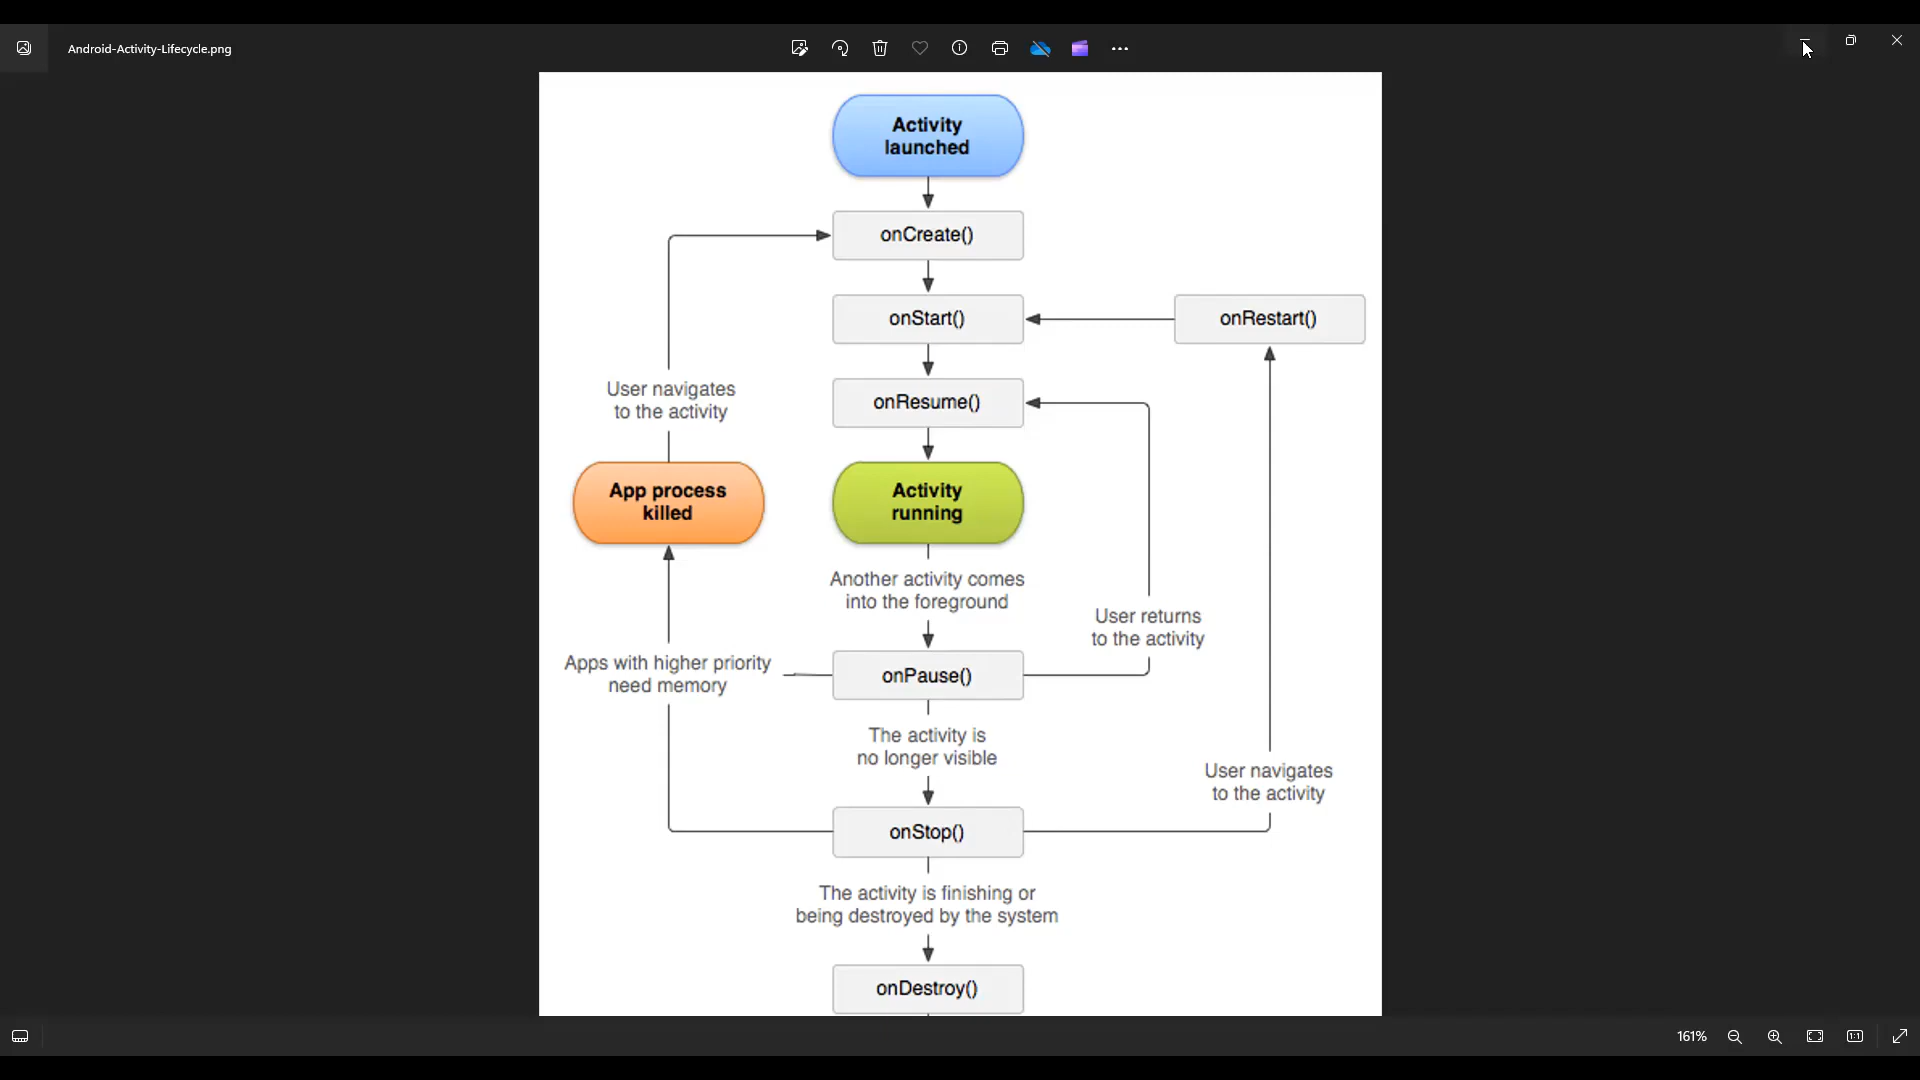 Android-Activity-Lifecycle.png
Activity
launched
onCreate()
onStart()
onRestart()
User navigates
to the activity
onResume()
App process
killed
Activity
running
Another activity comes
into the foreground
User returns
to the activity
Apps with higher priority
need memory
onPause()
The activity is
no longer visible
User navigates
to the activity
onStop()
The activity is finishing or
being destroyed by the system
onDestroy()
161%
1:1